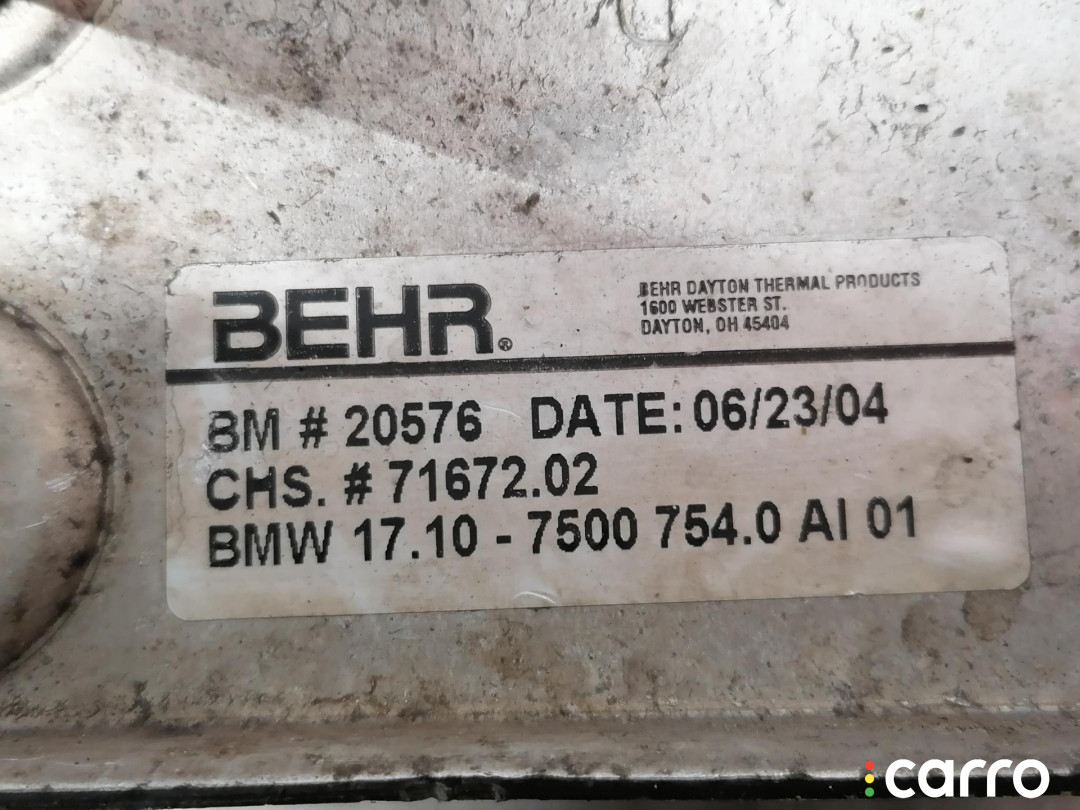 BEHR®
BEHR DAYTON THERMAL PRODUCTS
1600 WEBSTER ST.
DAYTON, OH 45404
BM # 20576 DATE: 06/23/04
CHS. # 71672.02
BMW 17.10 - 7500 754.0 AI 01
carro